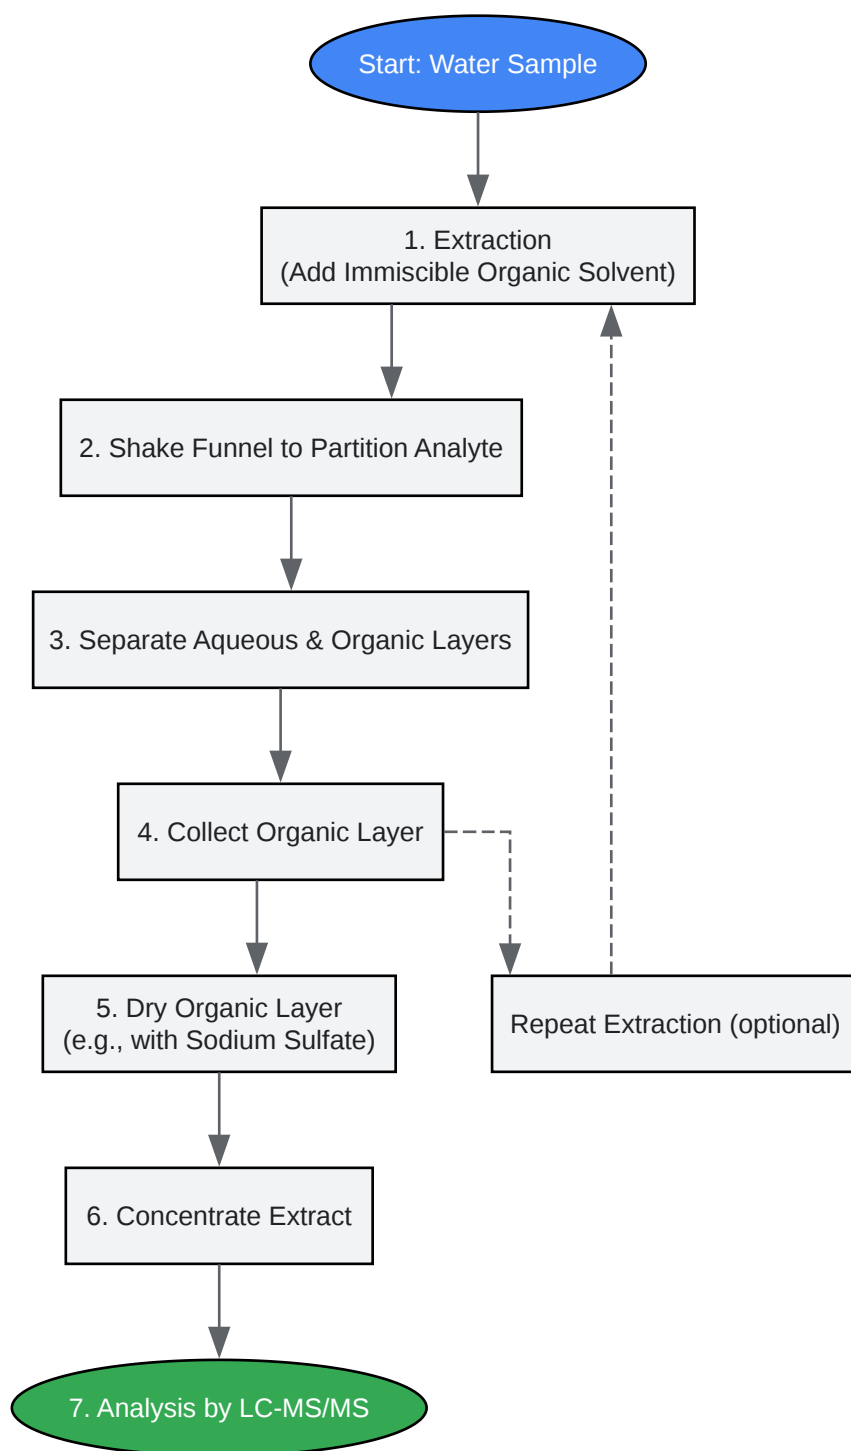 Start: Water Sample
1. Extraction
(Add Immiscible Organic Solvent)
2. Shake Funnel to Partition Analyte
3. Separate Aqueous & Organic Layers
4. Collect Organic Layer
5. Dry Organic Layer
(e.g., with Sodium Sulfate)
Repeat Extraction (optional)
6. Concentrate Extract
7. Analysis by LC-MS/MS